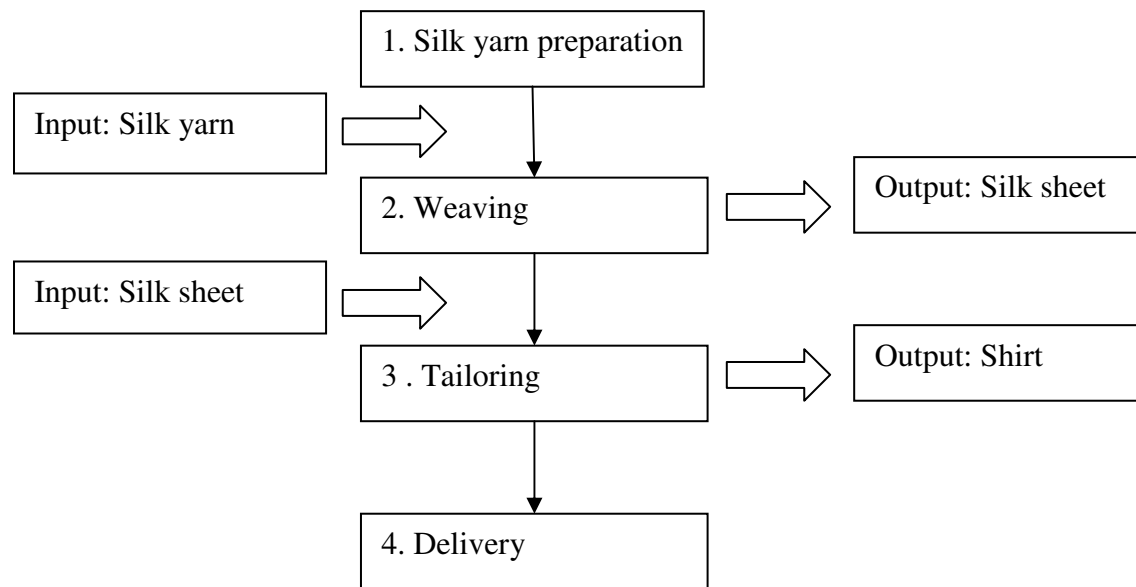 1. Silk yarn preparation
Input: Silk yarn
2. Weaving
Output: Silk sheet
Input: Silk sheet
3 . Tailoring
Output: Shirt
4. Delivery